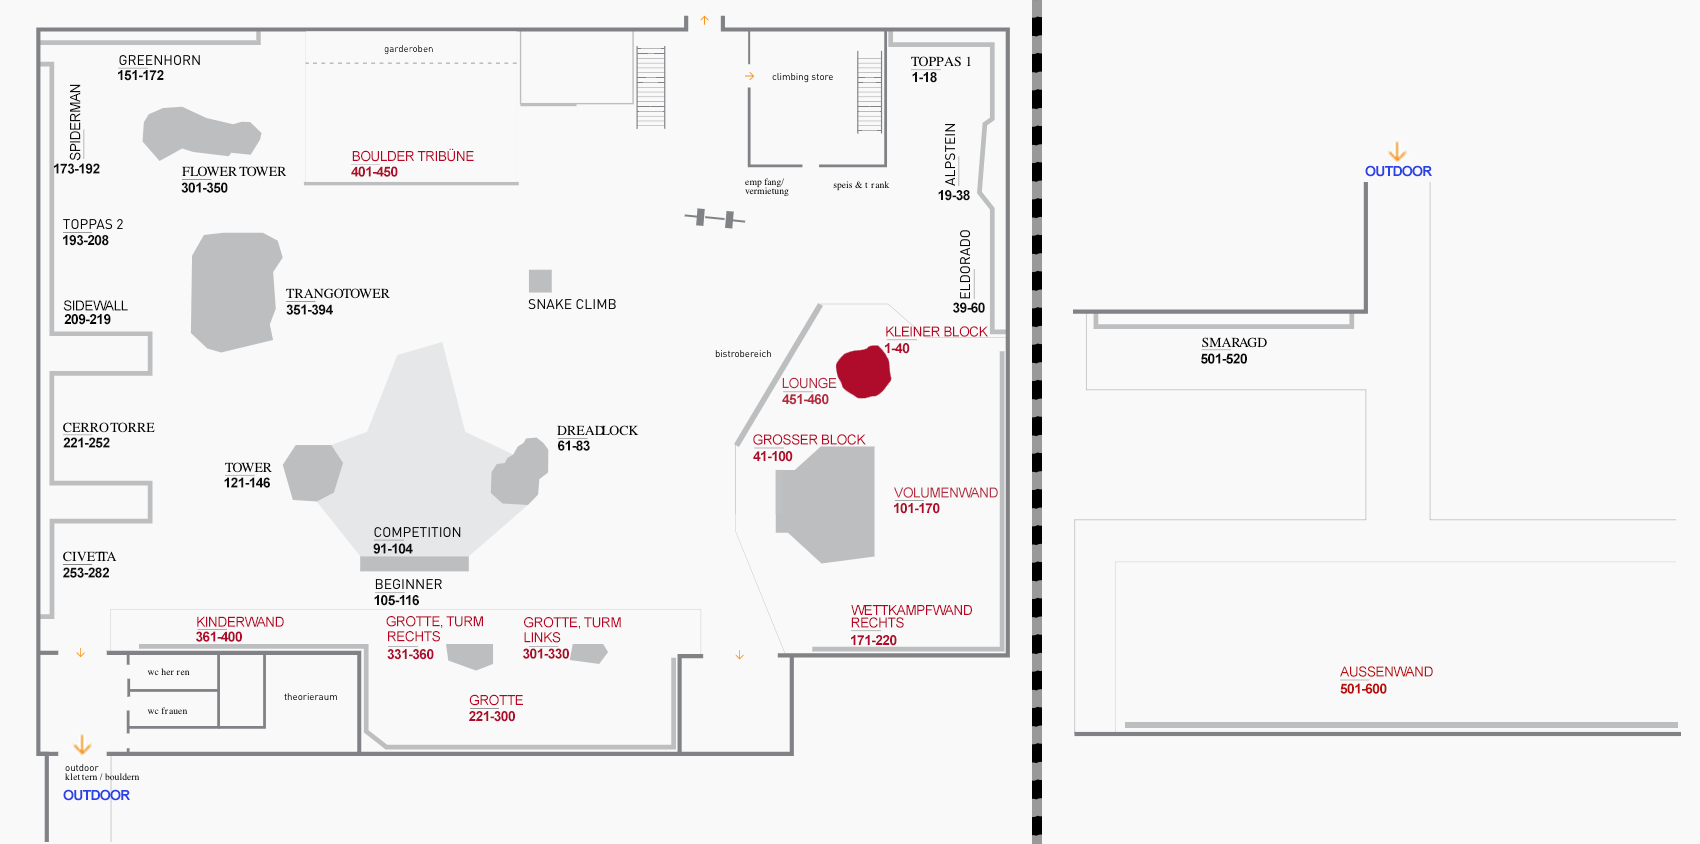 GREENHORN
151-172
garderoben
climbing store
TOPPAS 1
1-18
SPIDERMAN
173-192
FLOWER TOWER
301-350
BOULDER TRIBÜNE
401-450
emp fang/
vermietung
speis & t rank
ALPSTEIN
19-38
TOPPAS 2
193-208
ELDORADO
39-60
SIDEWALL
209-219
TRANGOTOWER
351-394
SNAKE CLIMB
KLEINER BLOCK
1-40
bistrobereich
LOUNGE
451-460
CERRO TORRE
221-252
TOWER
121-146
DREADLOCK
61-83
GROSSER BLOCK
41-100
VOLUMENWAND
101-170
COMPETITION
91-104
CIVETTA
253-282
BEGINNER
105-116
KINDERWAND
361-400
GROTTE, TURM
RECHTS
331-360
GROTTE, TURM
LINKS
301-330
WETTKAMPFWAND
RECHTS
171-220
wc her ren
wc frauen
theorieraum
GROTTE
221-300
outdoor
klet tern / bouldern
OUTDOOR
OUTDOOR
SMARAGD
501-520
AUSSENWAND
501-600